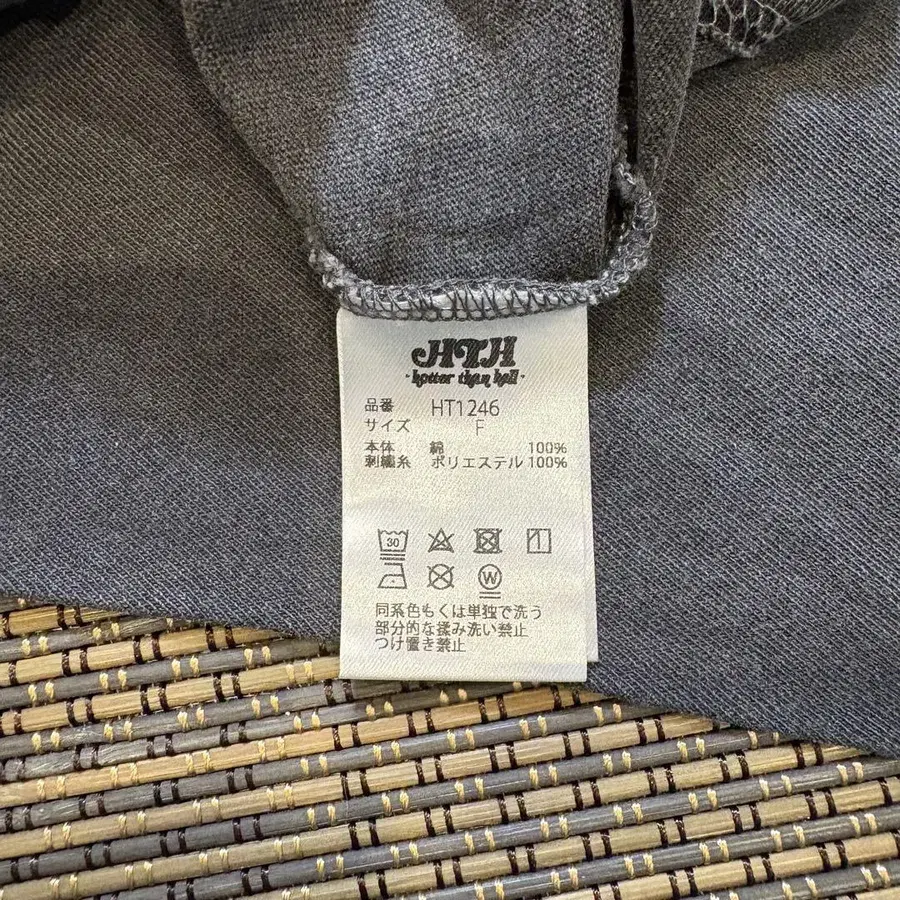 HTH
-hotter than hell-
品番 HT1246
サイズ F
本体 綿 100%
刺繍糸 ポリエステル 100%
30
W
同系色もくは単独で洗う
部分的な揉み洗い禁止
つけ置き禁止